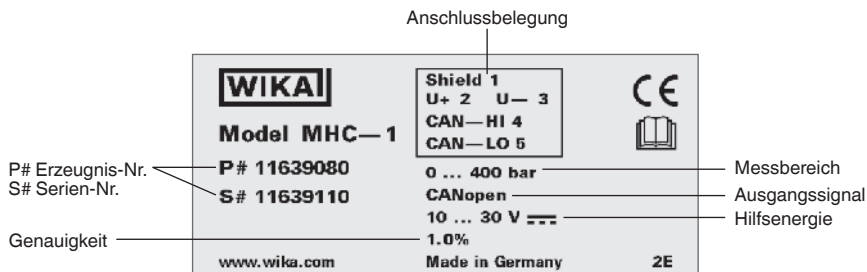 Anschlussbelegung
WIKA
Model MHC—1
P# 11639080
S# 11639110
Shield 1
U+ 2 U— 3
CAN—HI 4
CAN—LO 5
CE
0 ... 400 bar
CANopen
10 ... 30 V
1.0%
www.wika.com
Made in Germany
2E
P# Erzeugnis-Nr.
S# Serien-Nr.
Genauigkeit
Messbereich
Ausgangssignal
Hilfsenergie